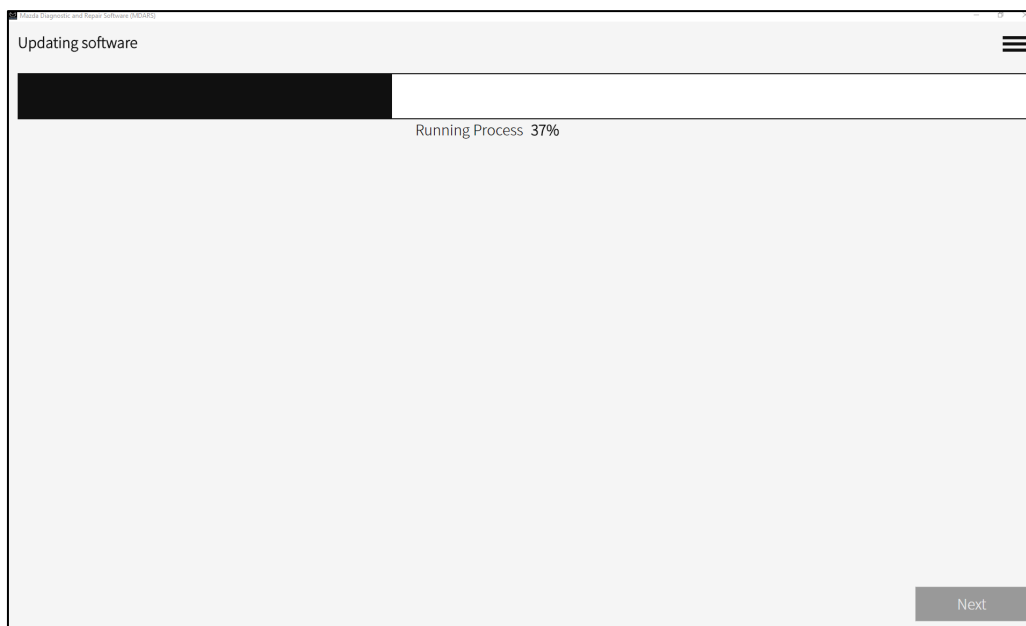 Mazda Diagnostic and Repair Software (MDARS)
Updating software
Running Process 37%
Next